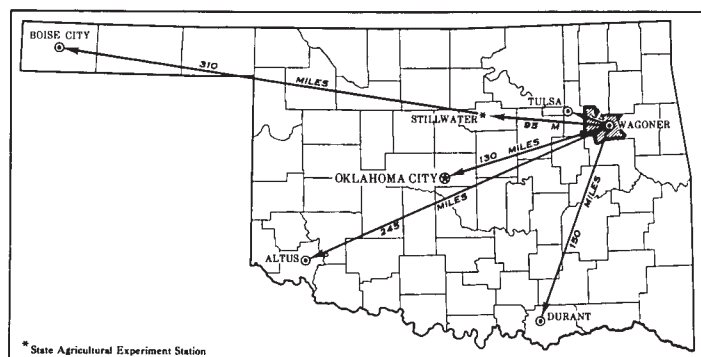 BOISE CITY
310 MILES
TULSA
STILLWATER*
95 M
WAGONER
130 MILES
OKLAHOMA CITY
245 MILES
150 MILES
ALTUS
DURANT
* State Agricultural Experiment Station